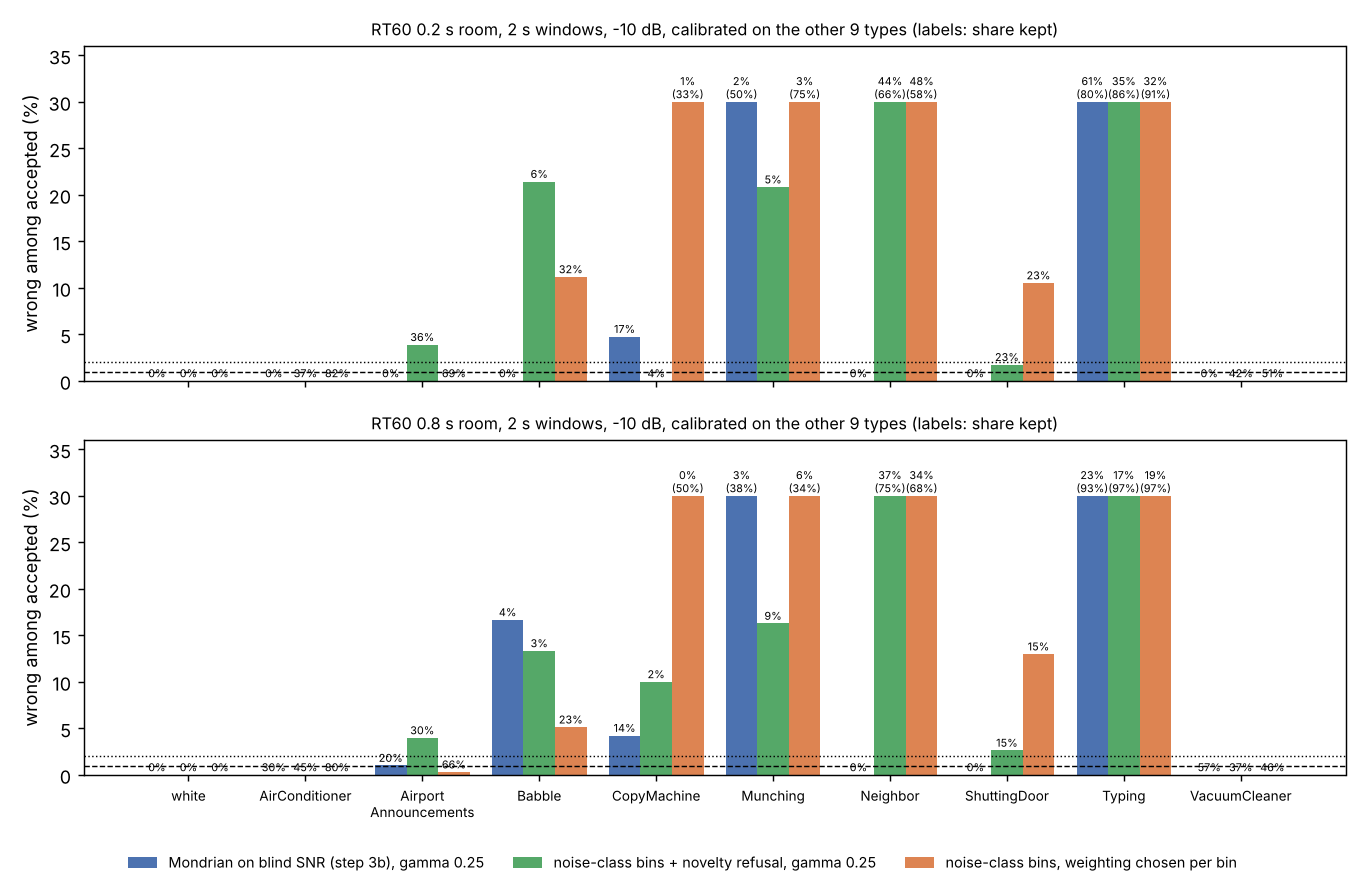 RT60 0.2 s room, 2 s windows, -10 dB, calibrated on the other 9 types (labels: share kept)
wrong among accepted (%)
35
30
25
20
15
10
5
0
0% 0% 0%
0% 37% 82%
0% 36% 89%
0% 6% 32%
17% 4% 1%
(33%)
2% 5% 3%
(50%) (75%)
0% 44% 48%
(66%) (58%)
0% 23% 23%
61% 35% 32%
(80%) (86%) (91%)
0% 42% 51%
RT60 0.8 s room, 2 s windows, -10 dB, calibrated on the other 9 types (labels: share kept)
wrong among accepted (%)
35
30
25
20
15
10
5
0
0% 0% 0%
30% 45% 80%
20% 30% 66%
4% 3% 23%
14% 2% 0%
(50%)
3% 9% 6%
(38%) (34%)
0% 37% 34%
(75%) (68%)
0% 15% 15%
23% 17% 19%
(93%) (97%) (97%)
57% 37% 46%
white AirConditioner Airport Babble CopyMachine Munching Neighbor ShuttingDoor Typing VacuumCleaner
Announcements
Mondrian on blind SNR (step 3b), gamma 0.25 noise-class bins + novelty refusal, gamma 0.25 noise-class bins, weighting chosen per bin